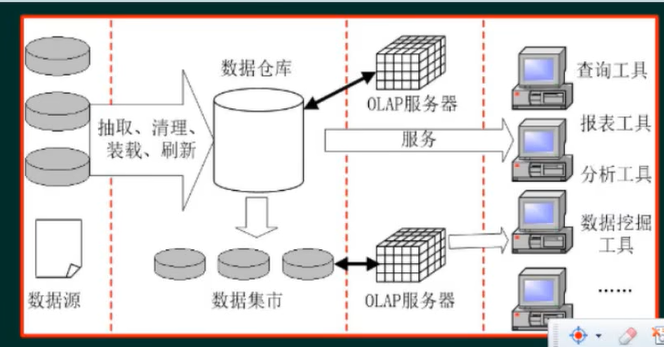 数据仓库
OLAP服务器
查询工具
抽取、清理、
装载、刷新
服务
报表工具
分析工具
数据挖掘
工具
数据源
数据集市
OLAP服务器
……